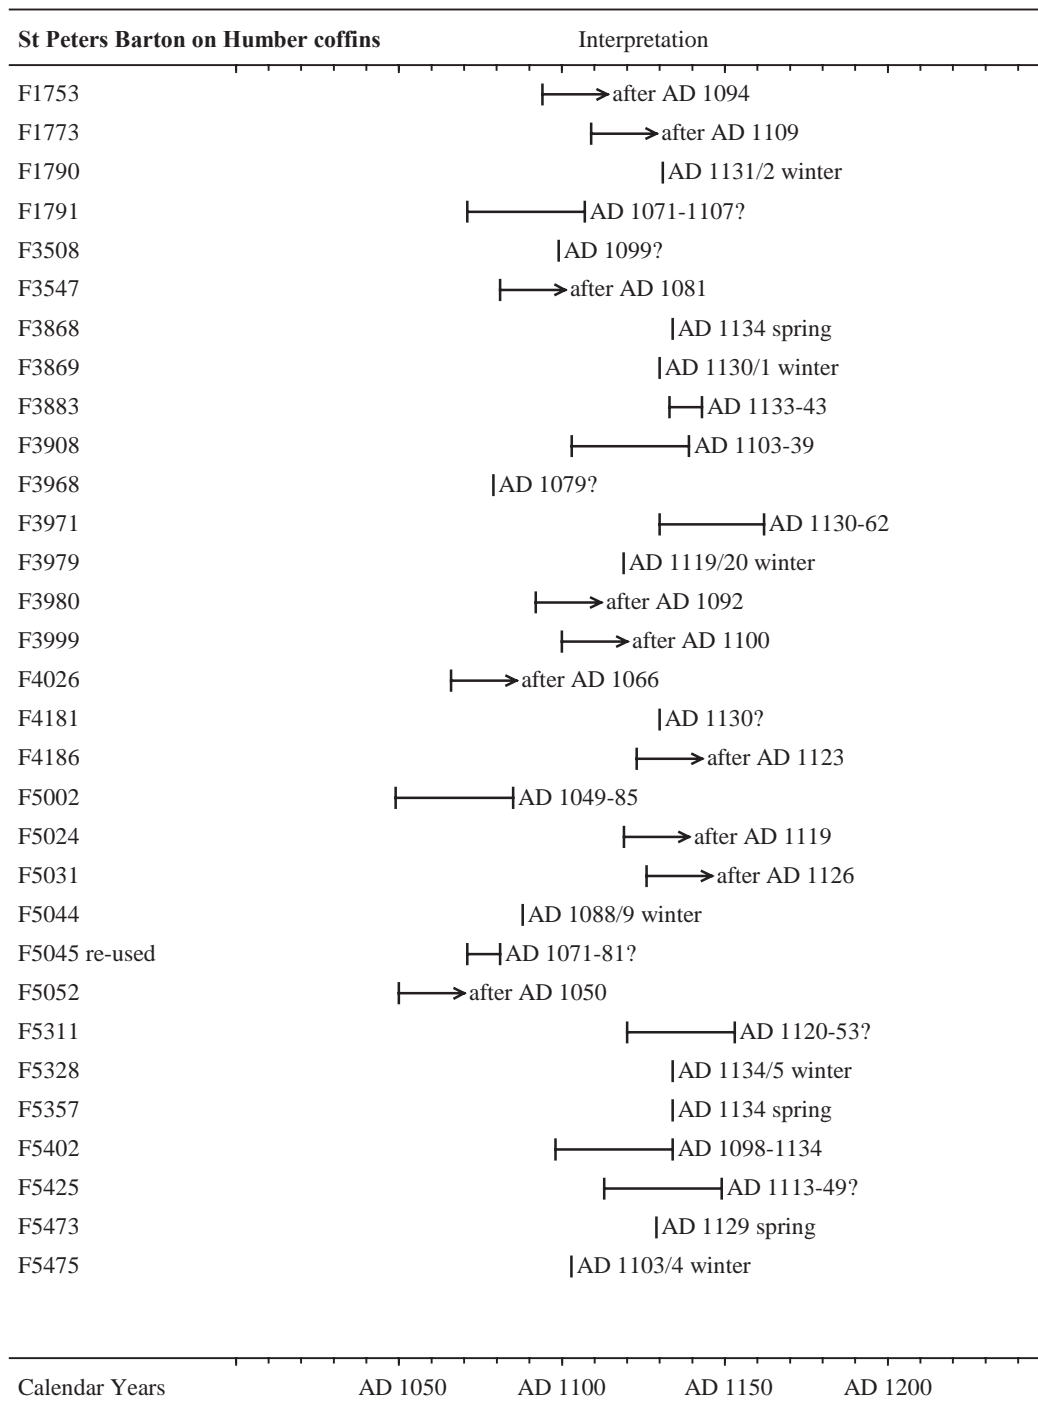 St Peters Barton on Humber coffins Interpretation
F1753 after AD 1094
F1773 after AD 1109
F1790 AD 1131/2 winter
F1791 AD 1071-1107?
F3508 AD 1099?
F3547 after AD 1081
F3868 AD 1134 spring
F3869 AD 1130/1 winter
F3883 AD 1133-43
F3908 AD 1103-39
F3968 AD 1079?
F3971 AD 1130-62
F3979 AD 1119/20 winter
F3980 after AD 1092
F3999 after AD 1100
F4026 after AD 1066
F4181 AD 1130?
F4186 after AD 1123
F5002 AD 1049-85
F5024 after AD 1119
F5031 after AD 1126
F5044 AD 1088/9 winter
F5045 re-used AD 1071-81?
F5052 after AD 1050
F5311 AD 1120-53?
F5328 AD 1134/5 winter
F5357 AD 1134 spring
F5402 AD 1098-1134
F5425 AD 1113-49?
F5473 AD 1129 spring
F5475 AD 1103/4 winter
Calendar Years AD 1050 AD 1100 AD 1150 AD 1200